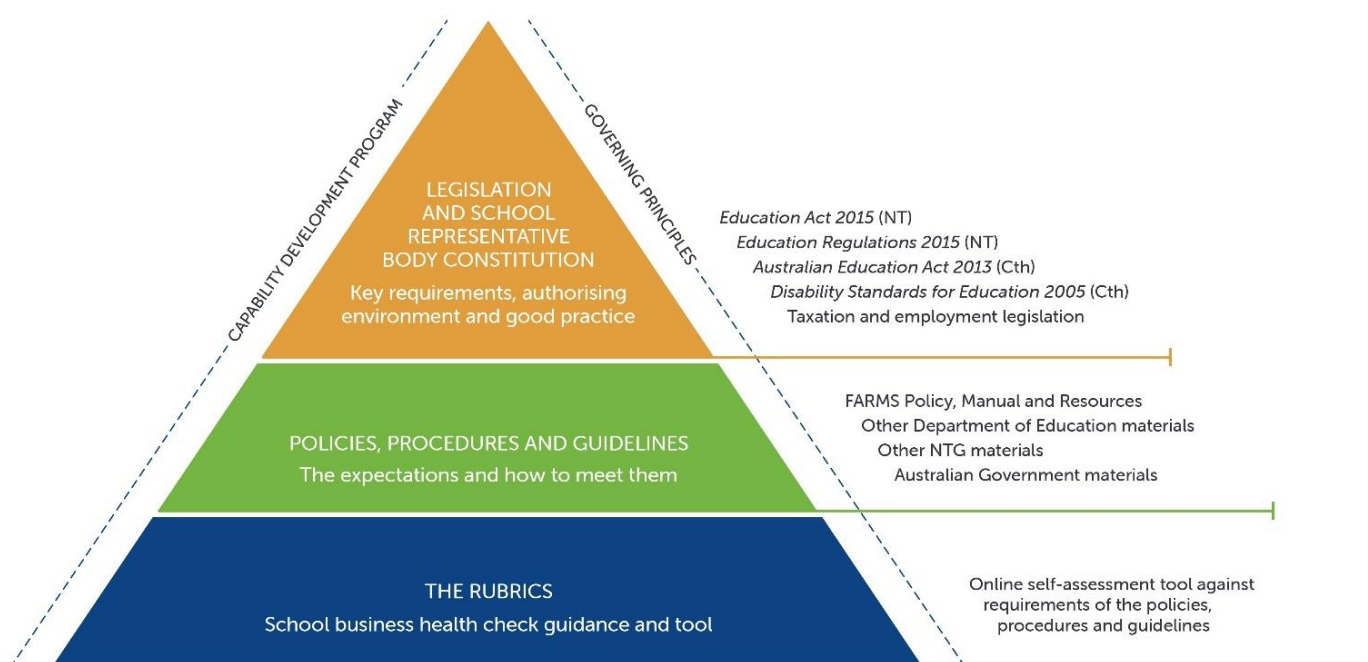 CAPABILITY DEVELOPMENT PROGRAM
GOVERNING PRINCIPLES
LEGISLATION
AND SCHOOL
REPRESENTATIVE
BODY CONSTITUTION
Key requirements, authorising
environment and good practice
Education Act 2015 (NT)
Education Regulations 2015 (NT)
Australian Education Act 2013 (Cth)
Disability Standards for Education 2005 (Cth)
Taxation and employment legislation
POLICIES, PROCEDURES AND GUIDELINES
The expectations and how to meet them
FARMS Policy, Manual and Resources
Other Department of Education materials
Other NTG materials
Australian Government materials
THE RUBRICS
School business health check guidance and tool
Online self-assessment tool against
requirements of the policies,
procedures and guidelines